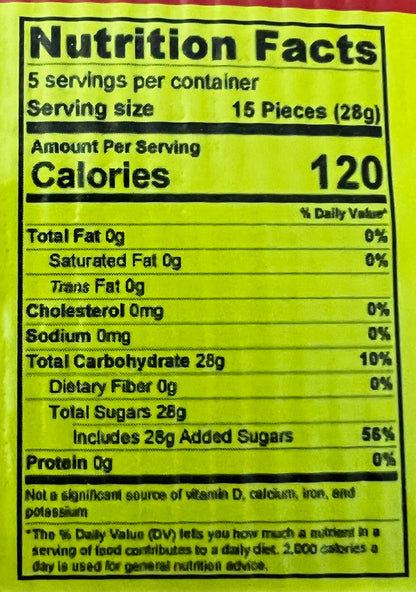 Nutrition Facts
5 servings per container
Serving size 15 Pieces (28g)
Amount Per Serving
Calories 120
% Daily Value*
Total Fat 0g 0%
Saturated Fat 0g 0%
Trans Fat 0g
Cholesterol 0mg 0%
Sodium 0mg 0%
Total Carbohydrate 28g 10%
Dietary Fiber 0g 0%
Total Sugars 28g
Includes 28g Added Sugars 56%
Protein 0g 0%
Not a significant source of vitamin D, calcium, iron, and
potassium
*The % Daily Value (DV) tells you how much a nutrient in a
serving of food contributes to a daily diet. 2,000 calories a
day is used for general nutrition advice.